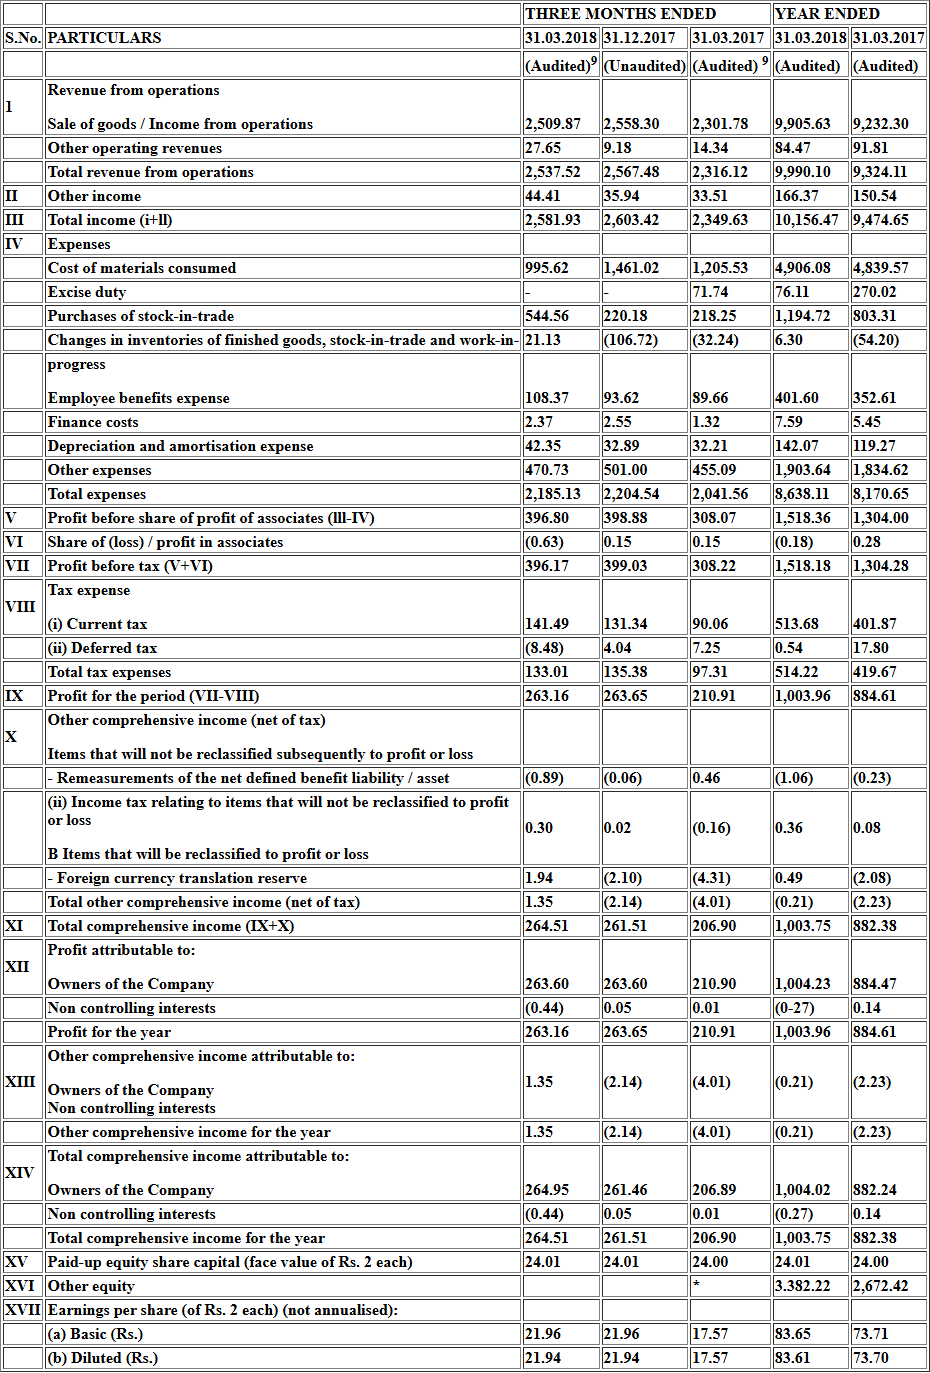 THREE MONTHS ENDED YEAR ENDED
S.No. PARTICULARS 31.03.2018 31.12.2017 31.03.2017 31.03.2018 31.03.2017
(Audited)9 (Unaudited) (Audited) 9 (Audited) (Audited)
1 Revenue from operations
Sale of goods / Income from operations 2,509.87 2,558.30 2,301.78 9,905.63 9,232.30
Other operating revenues 27.65 9.18 14.34 84.47 91.81
Total revenue from operations 2,537.52 2,567.48 2,316.12 9,990.10 9,324.11
II Other income 44.41 35.94 33.51 166.37 150.54
III Total income (i+ll) 2,581.93 2,603.42 2,349.63 10,156.47 9,474.65
IV Expenses
Cost of materials consumed 995.62 1,461.02 1,205.53 4,906.08 4,839.57
Excise duty - - 71.74 76.11 270.02
Purchases of stock-in-trade 544.56 220.18 218.25 1,194.72 803.31
Changes in inventories of finished goods, stock-in-trade and work-in- 21.13 (106.72) (32.24) 6.30 (54.20)
progress
Employee benefits expense 108.37 93.62 89.66 401.60 352.61
Finance costs 2.37 2.55 1.32 7.59 5.45
Depreciation and amortisation expense 42.35 32.89 32.21 142.07 119.27
Other expenses 470.73 501.00 455.09 1,903.64 1,834.62
Total expenses 2,185.13 2,204.54 2,041.56 8,638.11 8,170.65
V Profit before share of profit of associates (lll-IV) 396.80 398.88 308.07 1,518.36 1,304.00
VI Share of (loss) / profit in associates (0.63) 0.15 0.15 (0.18) 0.28
VII Profit before tax (V+VI) 396.17 399.03 308.22 1,518.18 1,304.28
VIII Tax expense
(i) Current tax 141.49 131.34 90.06 513.68 401.87
(ii) Deferred tax (8.48) 4.04 7.25 0.54 17.80
Total tax expenses 133.01 135.38 97.31 514.22 419.67
IX Profit for the period (VII-VIII) 263.16 263.65 210.91 1,003.96 884.61
X Other comprehensive income (net of tax)
Items that will not be reclassified subsequently to profit or loss
- Remeasurements of the net defined benefit liability / asset (0.89) (0.06) 0.46 (1.06) (0.23)
(ii) Income tax relating to items that will not be reclassified to profit
or loss
0.30 0.02 (0.16) 0.36 0.08
B Items that will be reclassified to profit or loss
- Foreign currency translation reserve 1.94 (2.10) (4.31) 0.49 (2.08)
Total other comprehensive income (net of tax) 1.35 (2.14) (4.01) (0.21) (2.23)
XI Total comprehensive income (IX+X) 264.51 261.51 206.90 1,003.75 882.38
XII Profit attributable to:
Owners of the Company 263.60 263.60 210.90 1,004.23 884.47
Non controlling interests (0.44) 0.05 0.01 (0-27) 0.14
Profit for the year 263.16 263.65 210.91 1,003.96 884.61
XIII Other comprehensive income attributable to:
1.35 (2.14) (4.01) (0.21) (2.23)
Owners of the Company
Non controlling interests
Other comprehensive income for the year 1.35 (2.14) (4.01) (0.21) (2.23)
XIV Total comprehensive income attributable to:
Owners of the Company 264.95 261.46 206.89 1,004.02 882.24
Non controlling interests (0.44) 0.05 0.01 (0.27) 0.14
Total comprehensive income for the year 264.51 261.51 206.90 1,003.75 882.38
XV Paid-up equity share capital (face value of Rs. 2 each) 24.01 24.01 24.00 24.01 24.00
XVI Other equity * 3.382.22 2,672.42
XVII Earnings per share (of Rs. 2 each) (not annualised):
(a) Basic (Rs.) 21.96 21.96 17.57 83.65 73.71
(b) Diluted (Rs.) 21.94 21.94 17.57 83.61 73.70